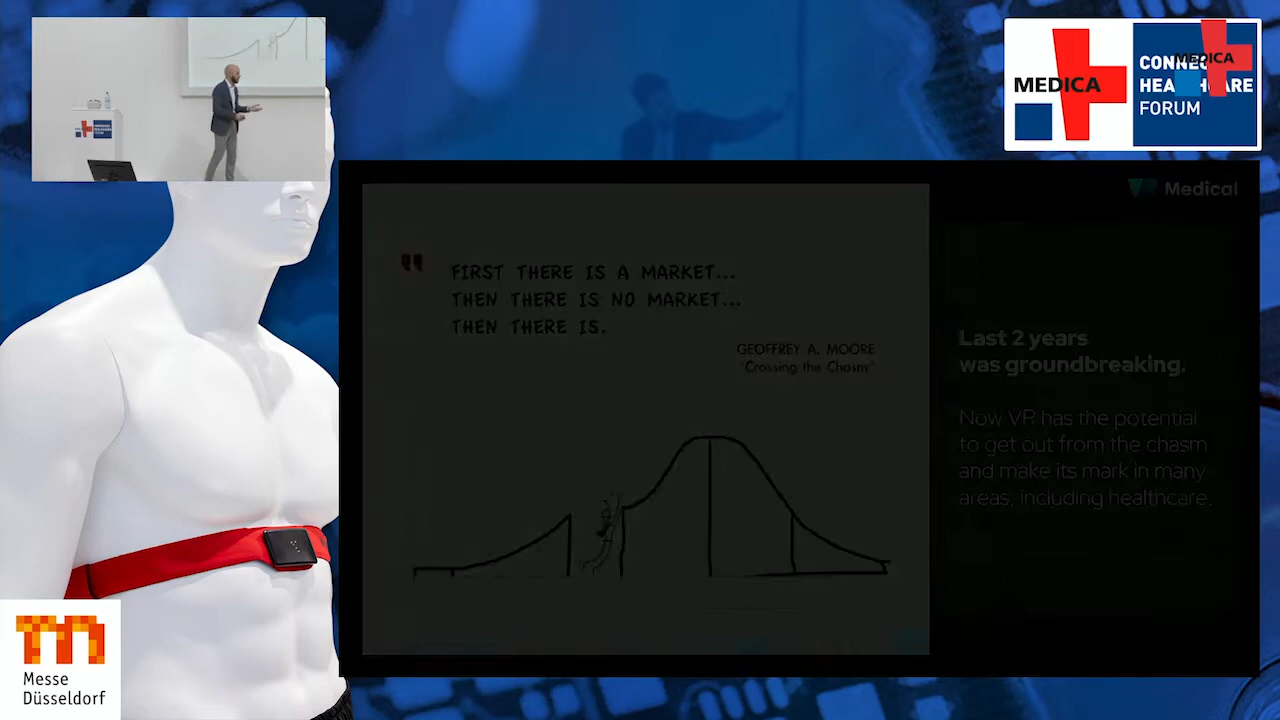 MEDICA
CONNEC
HEALTHCARE
FORUM
MEDICA
Medical
FIRST THERE IS A MARKET...
THEN THERE IS NO MARKET...
THEN THERE IS.
GEOFFREY A. MOORE
"Crossing the Chasm"
Last 2 years
was groundbreaking.
Now VR has the potential
to get out from the chasm
and make its mark in many
areas, including healthcare.
Messe
Düsseldorf